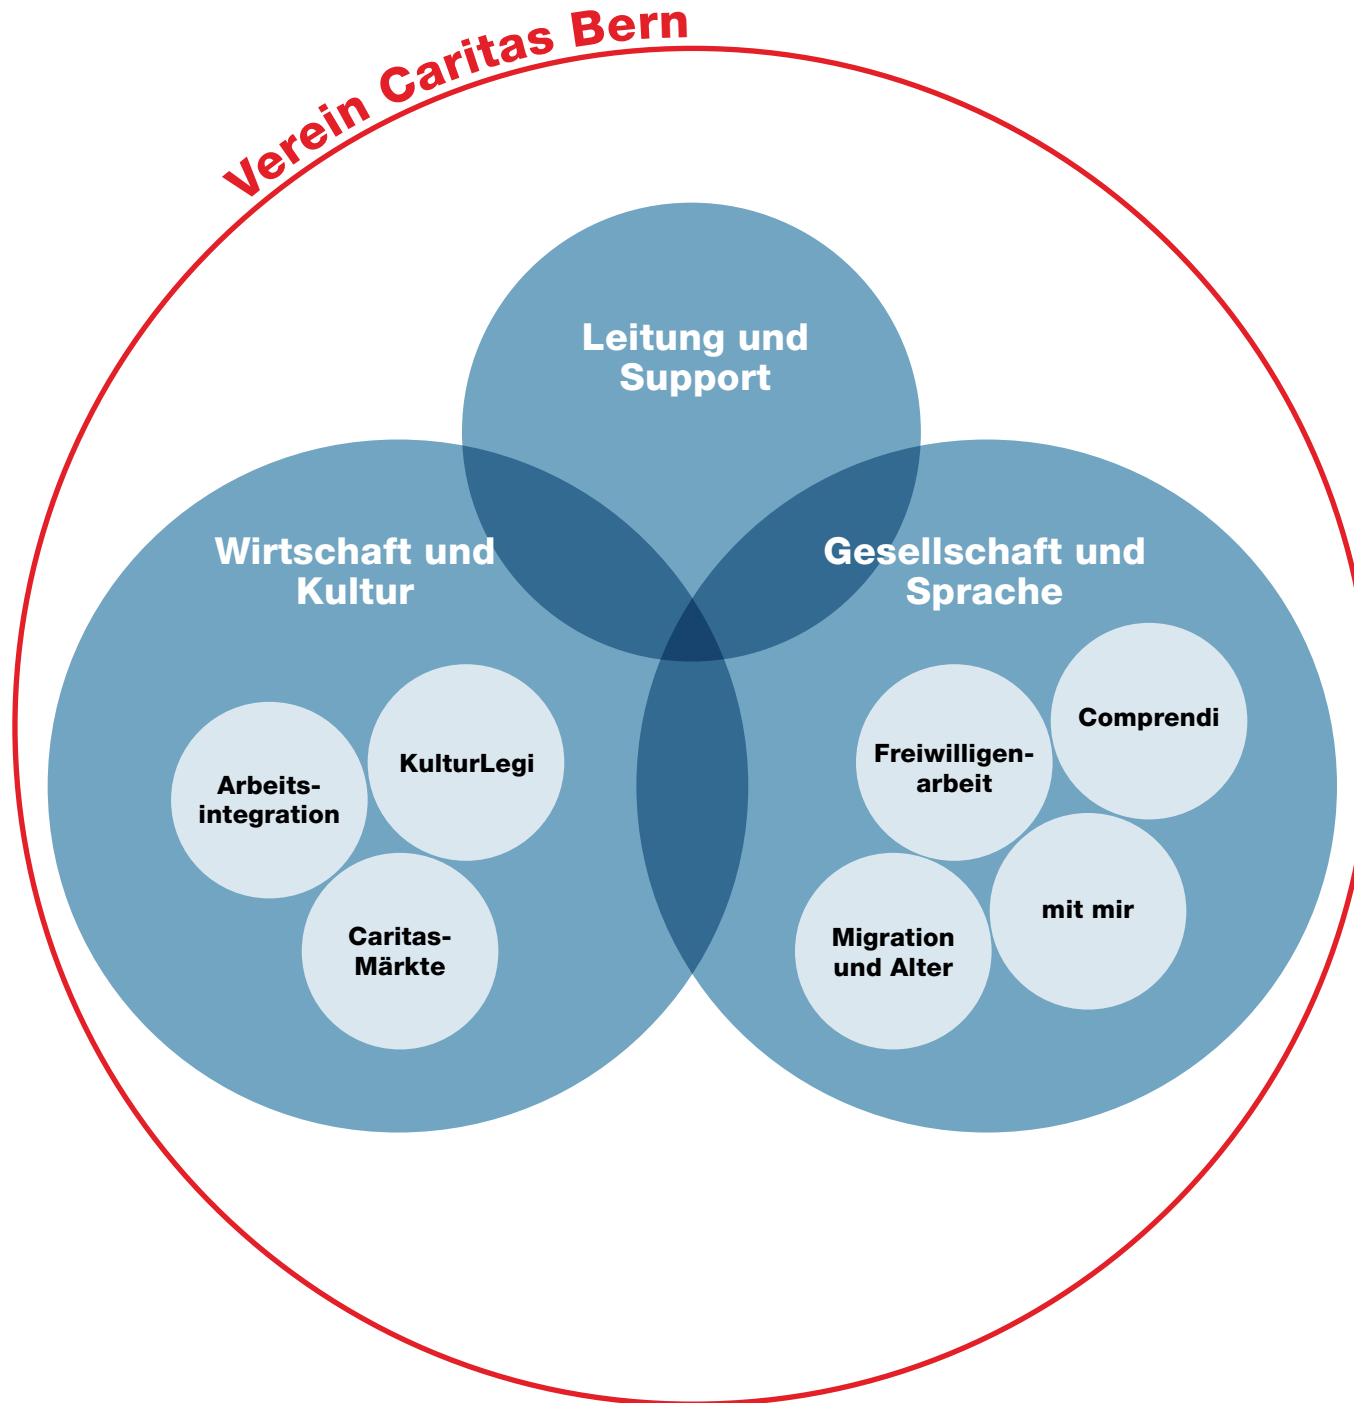 Verein Caritas Bern
Leitung und
Support
Wirtschaft und
Kultur
Gesellschaft und
Sprache
Arbeits-
integration
KulturLegi
Caritas-
Märkte
Freiwilligen-
arbeit
Comprendi
Migration
und Alter
mit mir